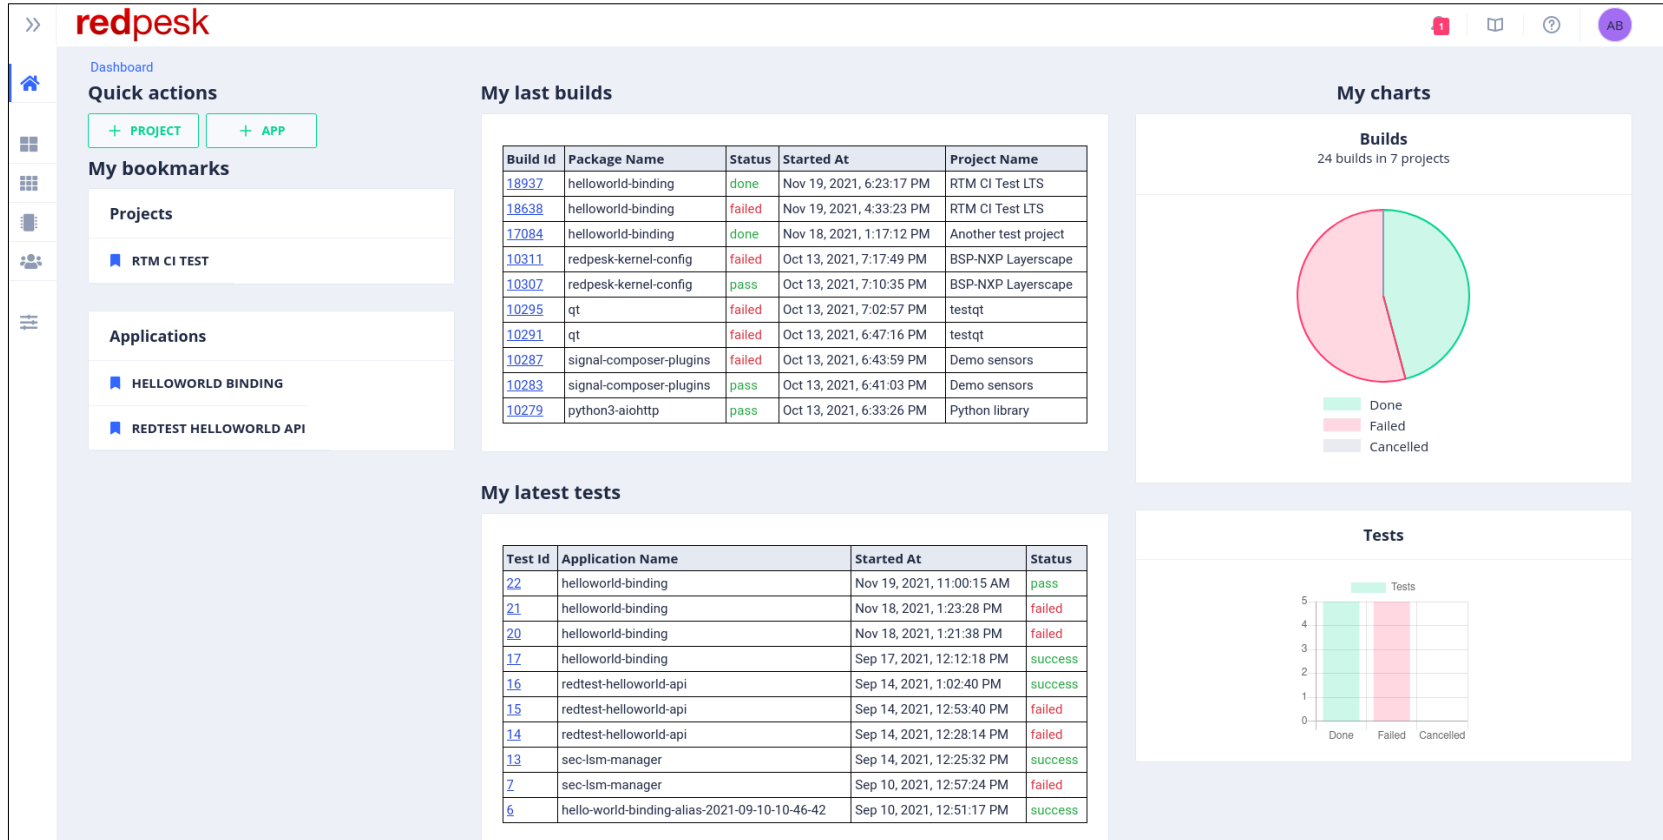 redpesk
1
AB
Dashboard
Quick actions
+ PROJECT
+ APP
My bookmarks
Projects
RTM CI TEST
Applications
HELLOWORLD BINDING
REDTEST HELLOWORLD API
My last builds
Build Id Package Name Status Started At Project Name
18937 helloworld-binding done Nov 19, 2021, 6:23:17 PM RTM CI Test LTS
18638 helloworld-binding failed Nov 19, 2021, 4:33:23 PM RTM CI Test LTS
17084 helloworld-binding done Nov 18, 2021, 1:17:12 PM Another test project
10311 redpesk-kernel-config failed Oct 13, 2021, 7:17:49 PM BSP-NXP Layerscape
10307 redpesk-kernel-config pass Oct 13, 2021, 7:10:35 PM BSP-NXP Layerscape
10295 qt failed Oct 13, 2021, 7:02:57 PM testqt
10291 qt failed Oct 13, 2021, 6:47:16 PM testqt
10287 signal-composer-plugins failed Oct 13, 2021, 6:43:59 PM Demo sensors
10283 signal-composer-plugins pass Oct 13, 2021, 6:41:03 PM Demo sensors
10279 python3-aiohttp pass Oct 13, 2021, 6:33:26 PM Python library
My latest tests
Test Id Application Name Started At Status
22 helloworld-binding Nov 19, 2021, 11:00:15 AM pass
21 helloworld-binding Nov 18, 2021, 1:23:28 PM failed
20 helloworld-binding Nov 18, 2021, 1:21:38 PM failed
17 helloworld-binding Sep 17, 2021, 12:12:18 PM success
16 redtest-helloworld-api Sep 14, 2021, 1:02:40 PM success
15 redtest-helloworld-api Sep 14, 2021, 12:53:40 PM failed
14 redtest-helloworld-api Sep 14, 2021, 12:28:14 PM failed
13 sec-lsm-manager Sep 14, 2021, 12:25:32 PM success
7 sec-lsm-manager Sep 10, 2021, 12:57:24 PM failed
6 hello-world-binding-alias-2021-09-10-10-46-42 Sep 10, 2021, 12:51:17 PM success
My charts
Builds
24 builds in 7 projects
Done
Failed
Cancelled
Tests
Tests
5
4
3
2
1
0
Done Failed Cancelled